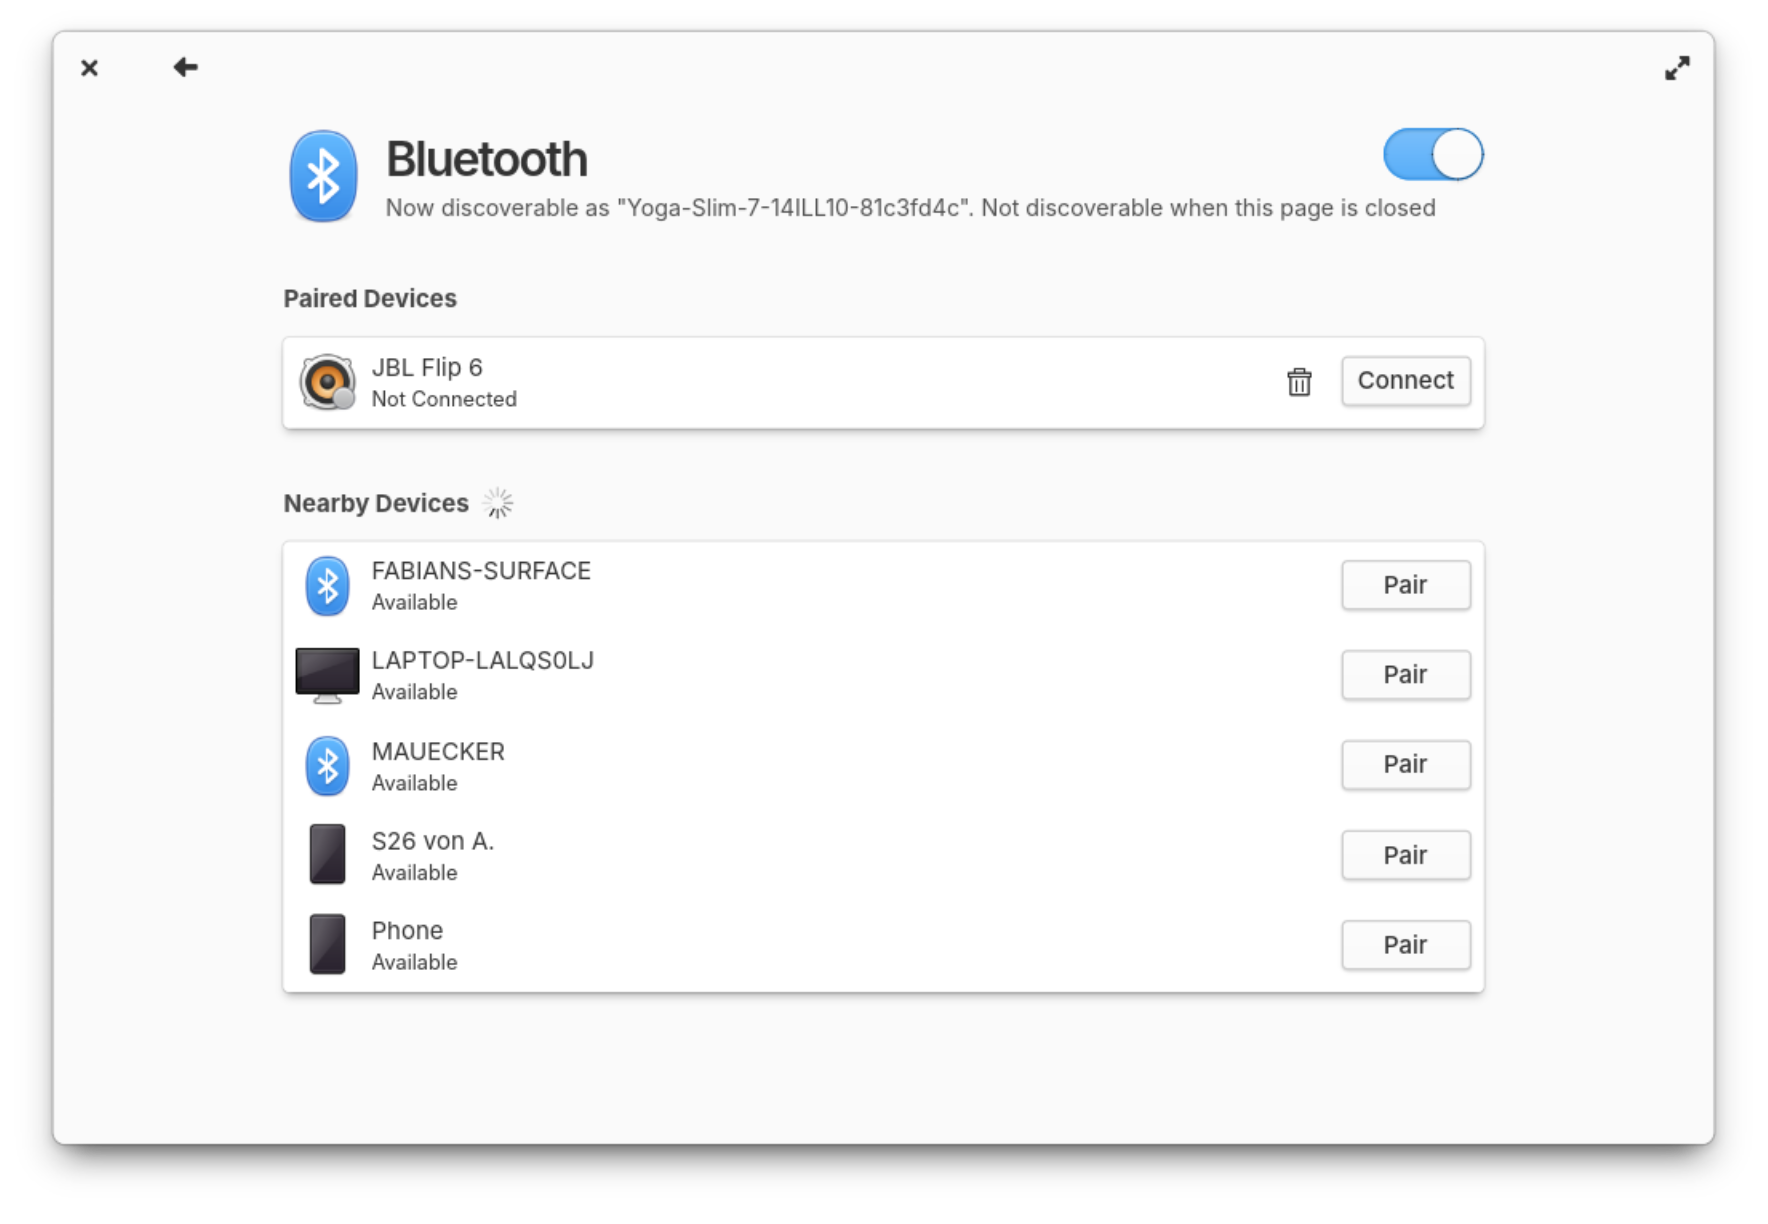 Bluetooth
Now discoverable as "Yoga-Slim-7-14ILL10-81c3fd4c". Not discoverable when this page is closed
Paired Devices
JBL Flip 6
Not Connected
Connect
Nearby Devices
FABIANS-SURFACE
Available
Pair
LAPTOP-LALQS0LJ
Available
Pair
MAUECKER
Available
Pair
S26 von A.
Available
Pair
Phone
Available
Pair